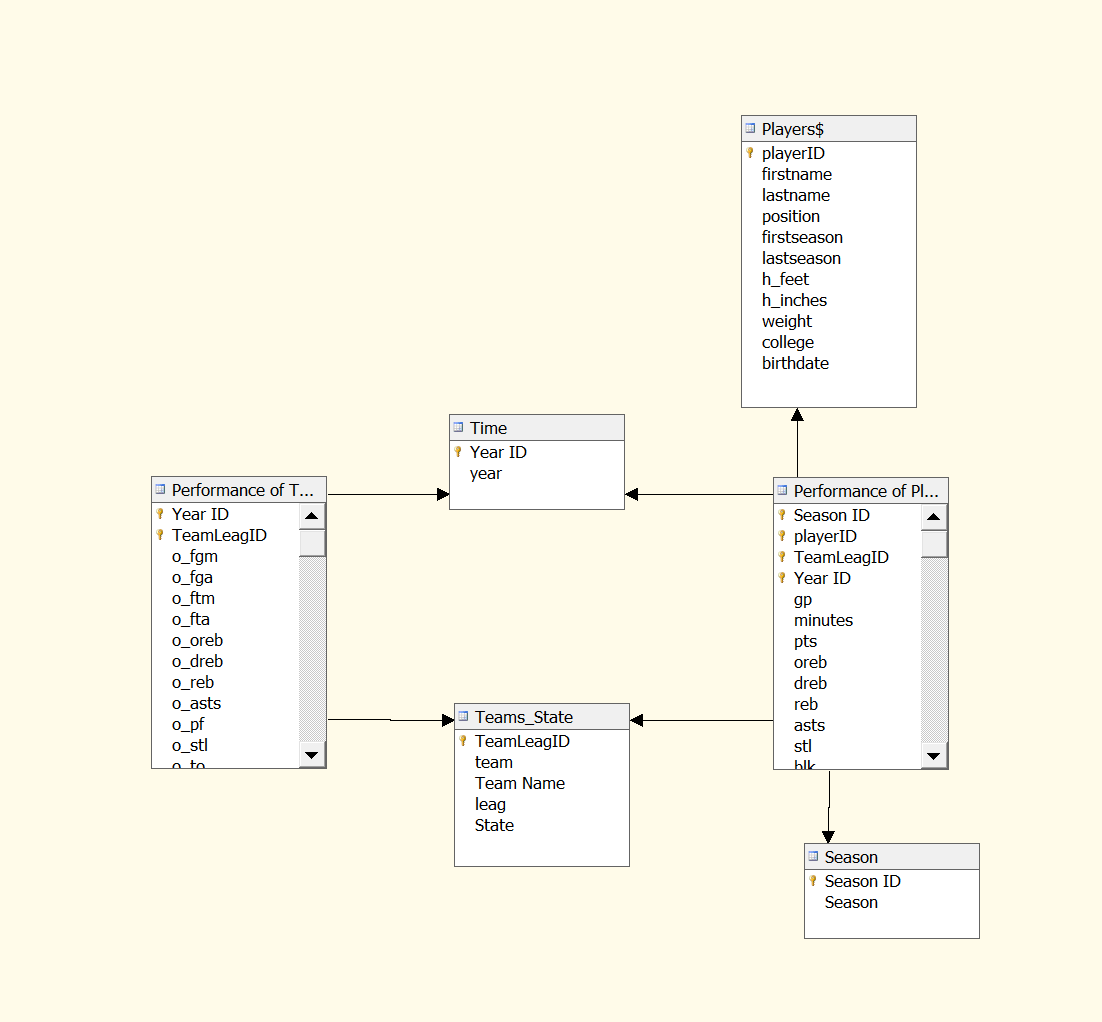 Players$
playerID
firstname
lastname
position
firstseason
lastseason
h_feet
h_inches
weight
college
birthdate
Time
Year ID
year
Performance of T...
Year ID
TeamLeagID
o_fgm
o_fga
o_ftm
o_fta
o_oreb
o_dreb
o_reb
o_asts
o_pf
o_stl
o_to
Performance of Pl...
Season ID
playerID
TeamLeagID
Year ID
gp
minutes
pts
oreb
dreb
reb
asts
stl
blk
Teams_State
TeamLeagID
team
Team Name
leag
State
Season
Season ID
Season